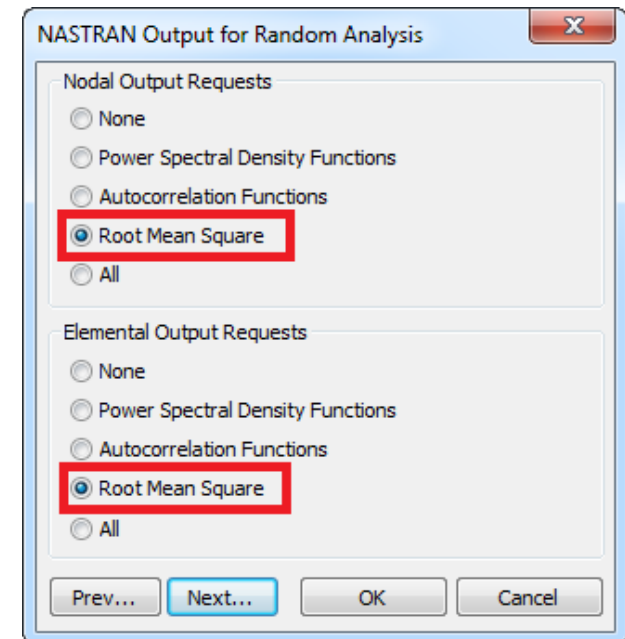 NASTRAN Output for Random Analysis
Nodal Output Requests
None
Power Spectral Density Functions
Autocorrelation Functions
Root Mean Square
All
Elemental Output Requests
None
Power Spectral Density Functions
Autocorrelation Functions
Root Mean Square
All
Prev... Next... OK Cancel